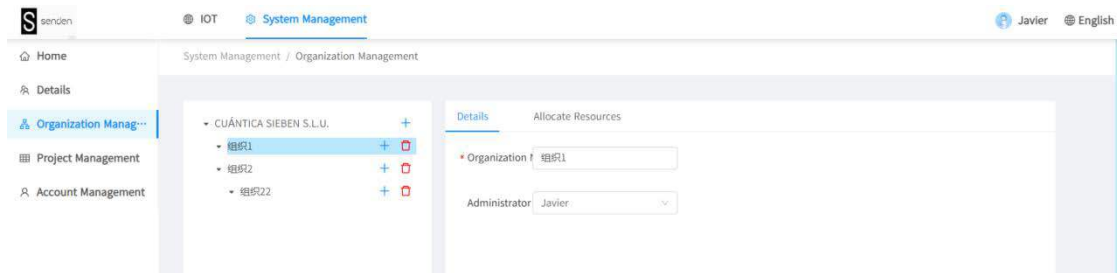 S senden
IOT
System Management
Javier
English
Home
System Management / Organization Management
Details
Organization Manag···
Project Management
Account Management
CUÁNTICA SIEBEN S.L.U.
组织1
组织2
组织22
Details
Allocate Resources
* Organization N
组织1
Administrator
Javier